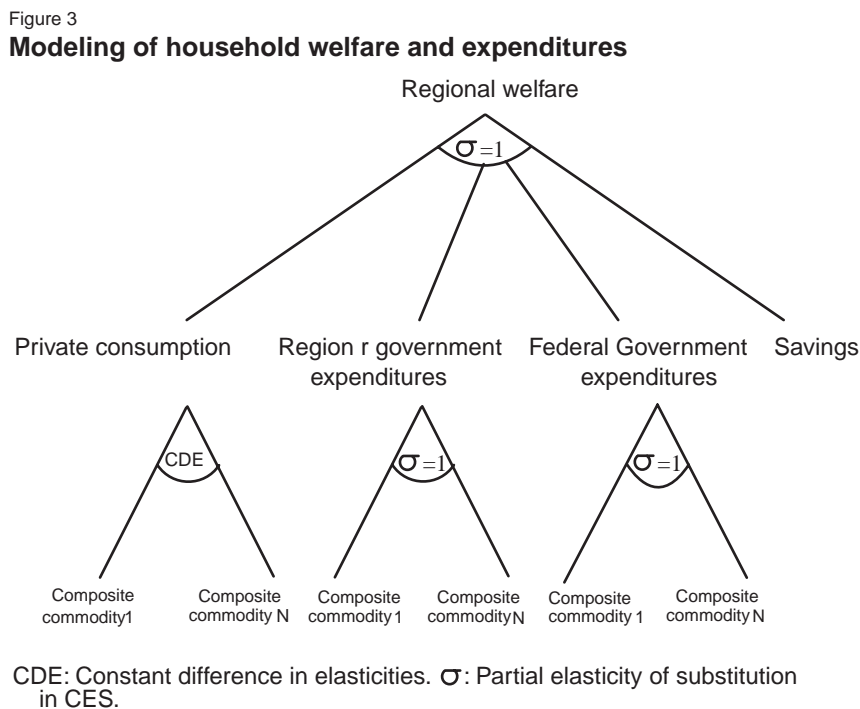 Figure 3
Modeling of household welfare and expenditures
Regional welfare
σ=1
Private consumption
Region r government
expenditures
Federal Government
expenditures
Savings
CDE
σ=1
σ=1
Composite
commodity1
Composite
commodity N
Composite
commodity 1
Composite
commodity N
Composite
commodity 1
Composite
commodity N
CDE: Constant difference in elasticities. σ: Partial elasticity of substitution
in CES.